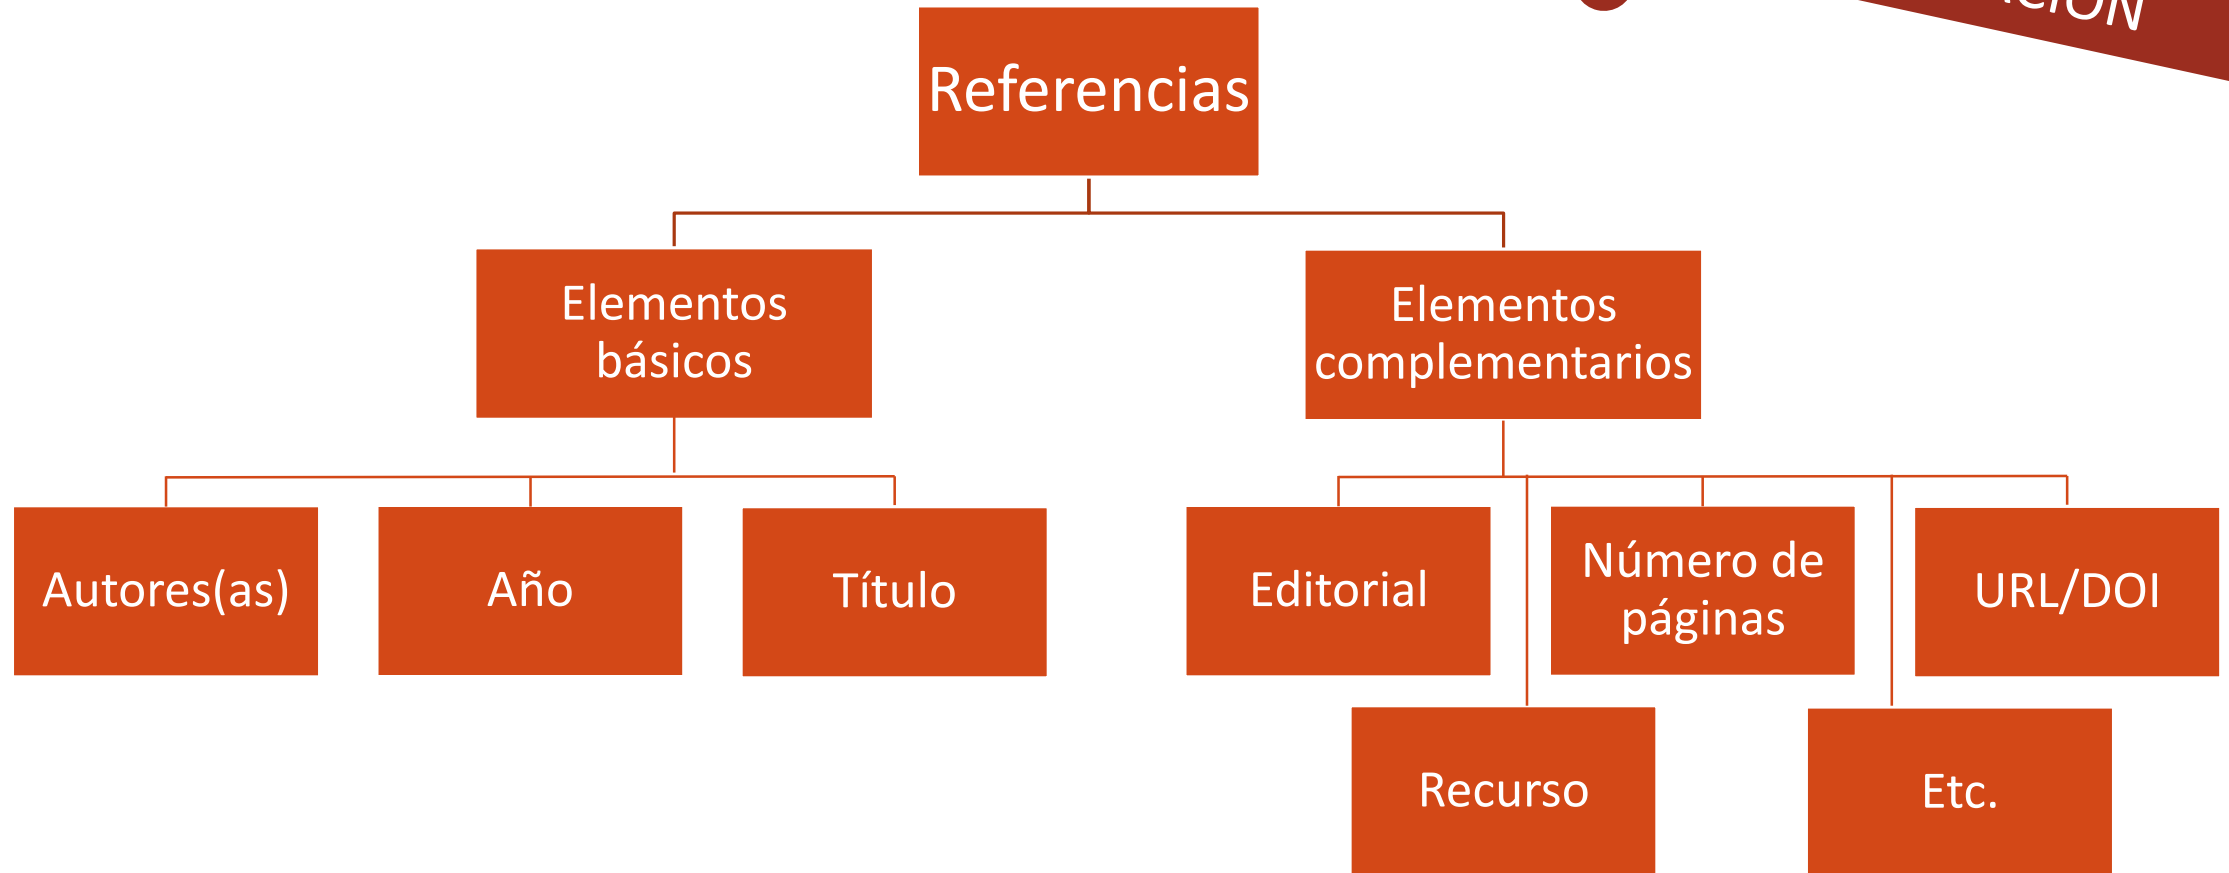 Referencias
Elementos
básicos
Elementos
complementarios
Autores(as)
Año
Título
Editorial
Número de
páginas
URL/DOI
Recurso
Etc.